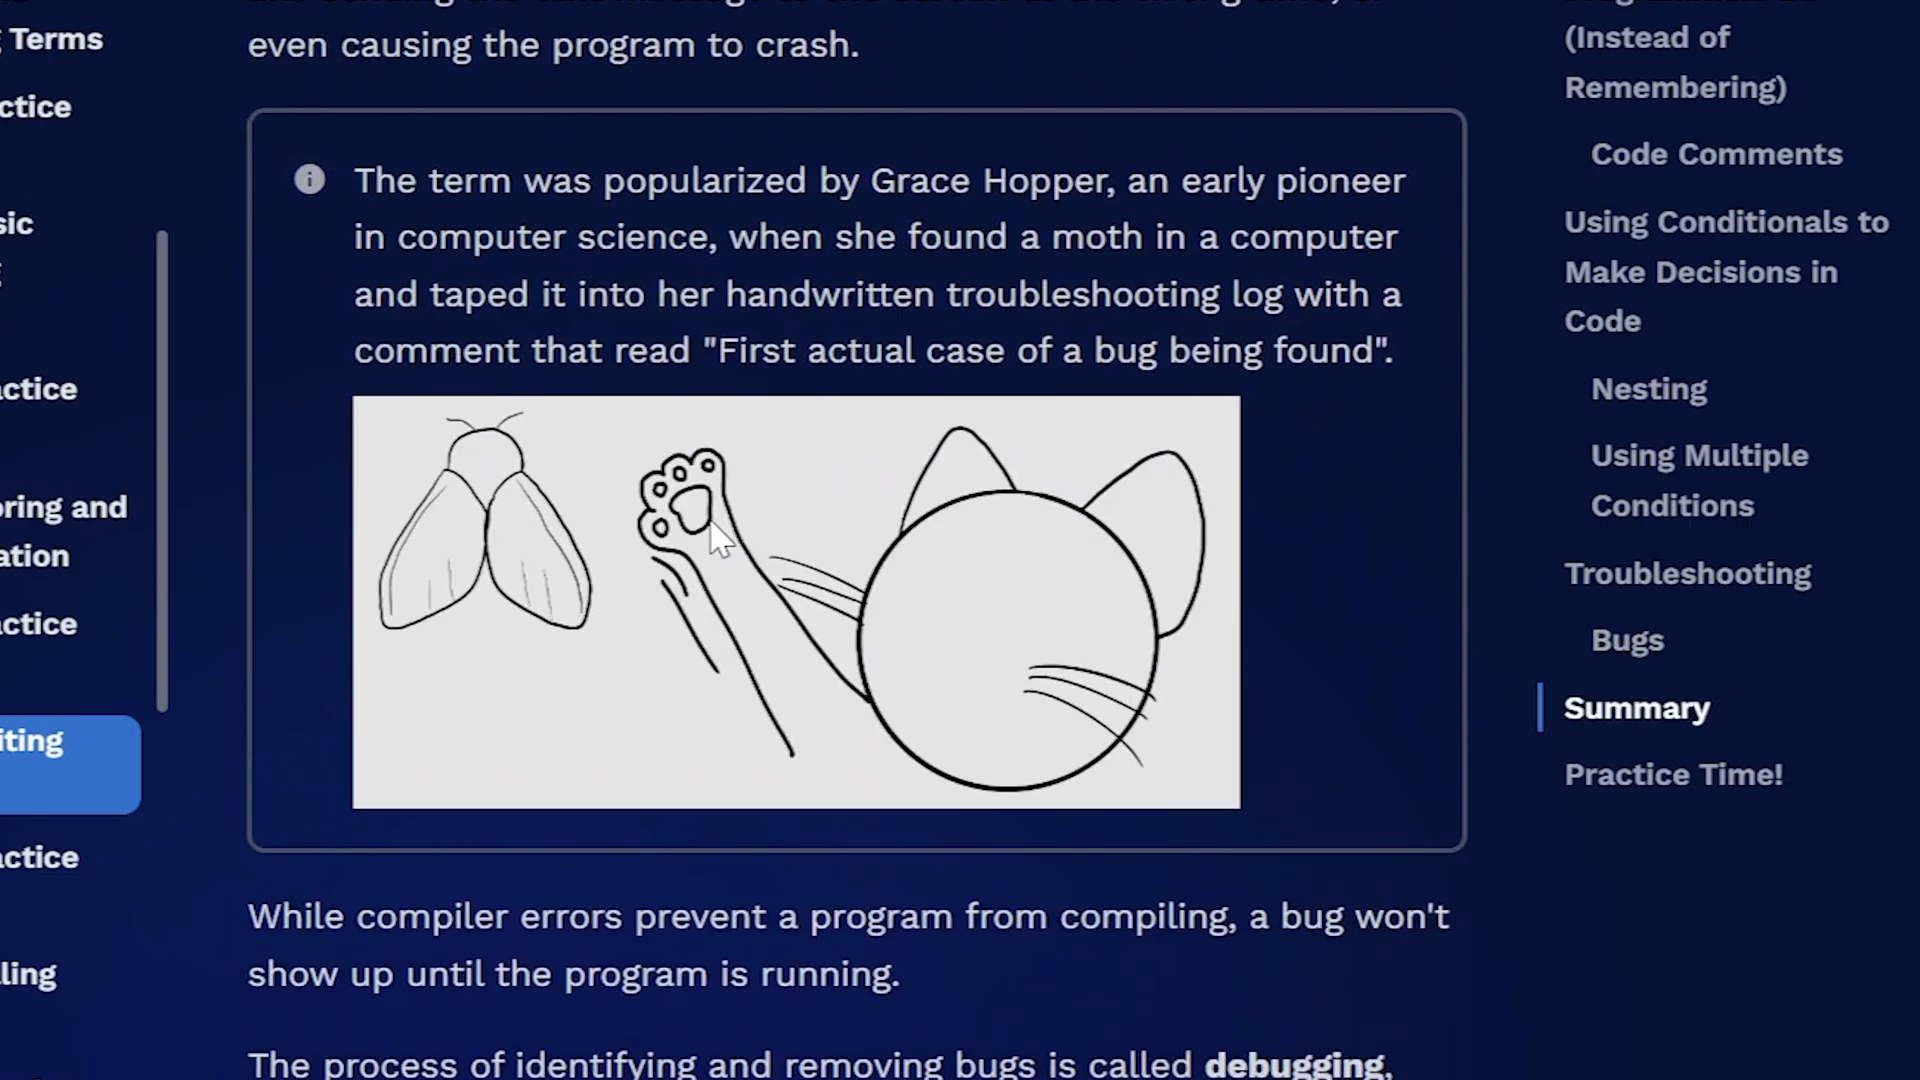 Terms
ctice
sic
actice
oring and
ation
actice
iting
actice
ling
even causing the program to crash.
The term was popularized by Grace Hopper, an early pioneer
in computer science, when she found a moth in a computer
and taped it into her handwritten troubleshooting log with a
comment that read "First actual case of a bug being found".
While compiler errors prevent a program from compiling, a bug won't
show up until the program is running.
The process of identifying and removing bugs is called debugging,
(Instead of
Remembering)
Code Comments
Using Conditionals to
Make Decisions in
Code
Nesting
Using Multiple
Conditions
Troubleshooting
Bugs
Summary
Practice Time!